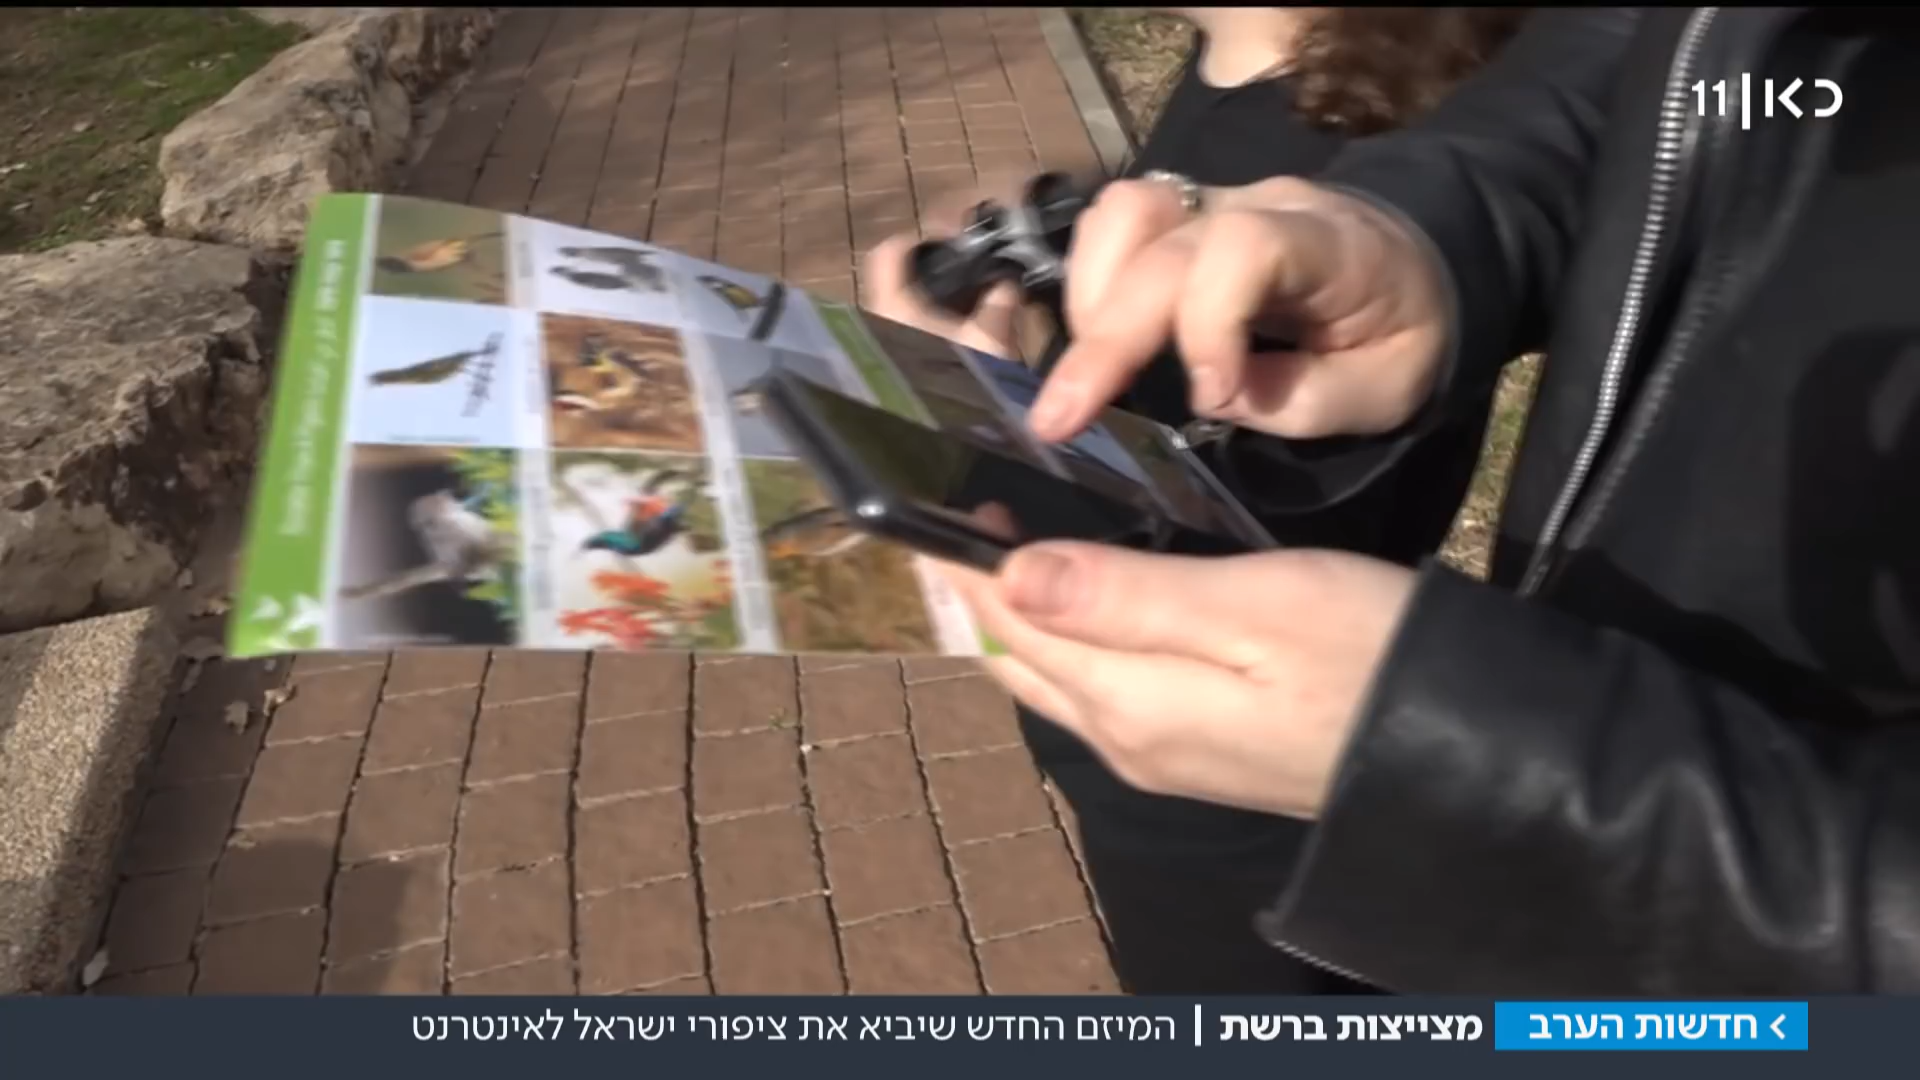 כאן|11
חדשות הערב
מצייצות ברשת | המיזם החדש שיביא את ציפורי ישראל לאינטרנט